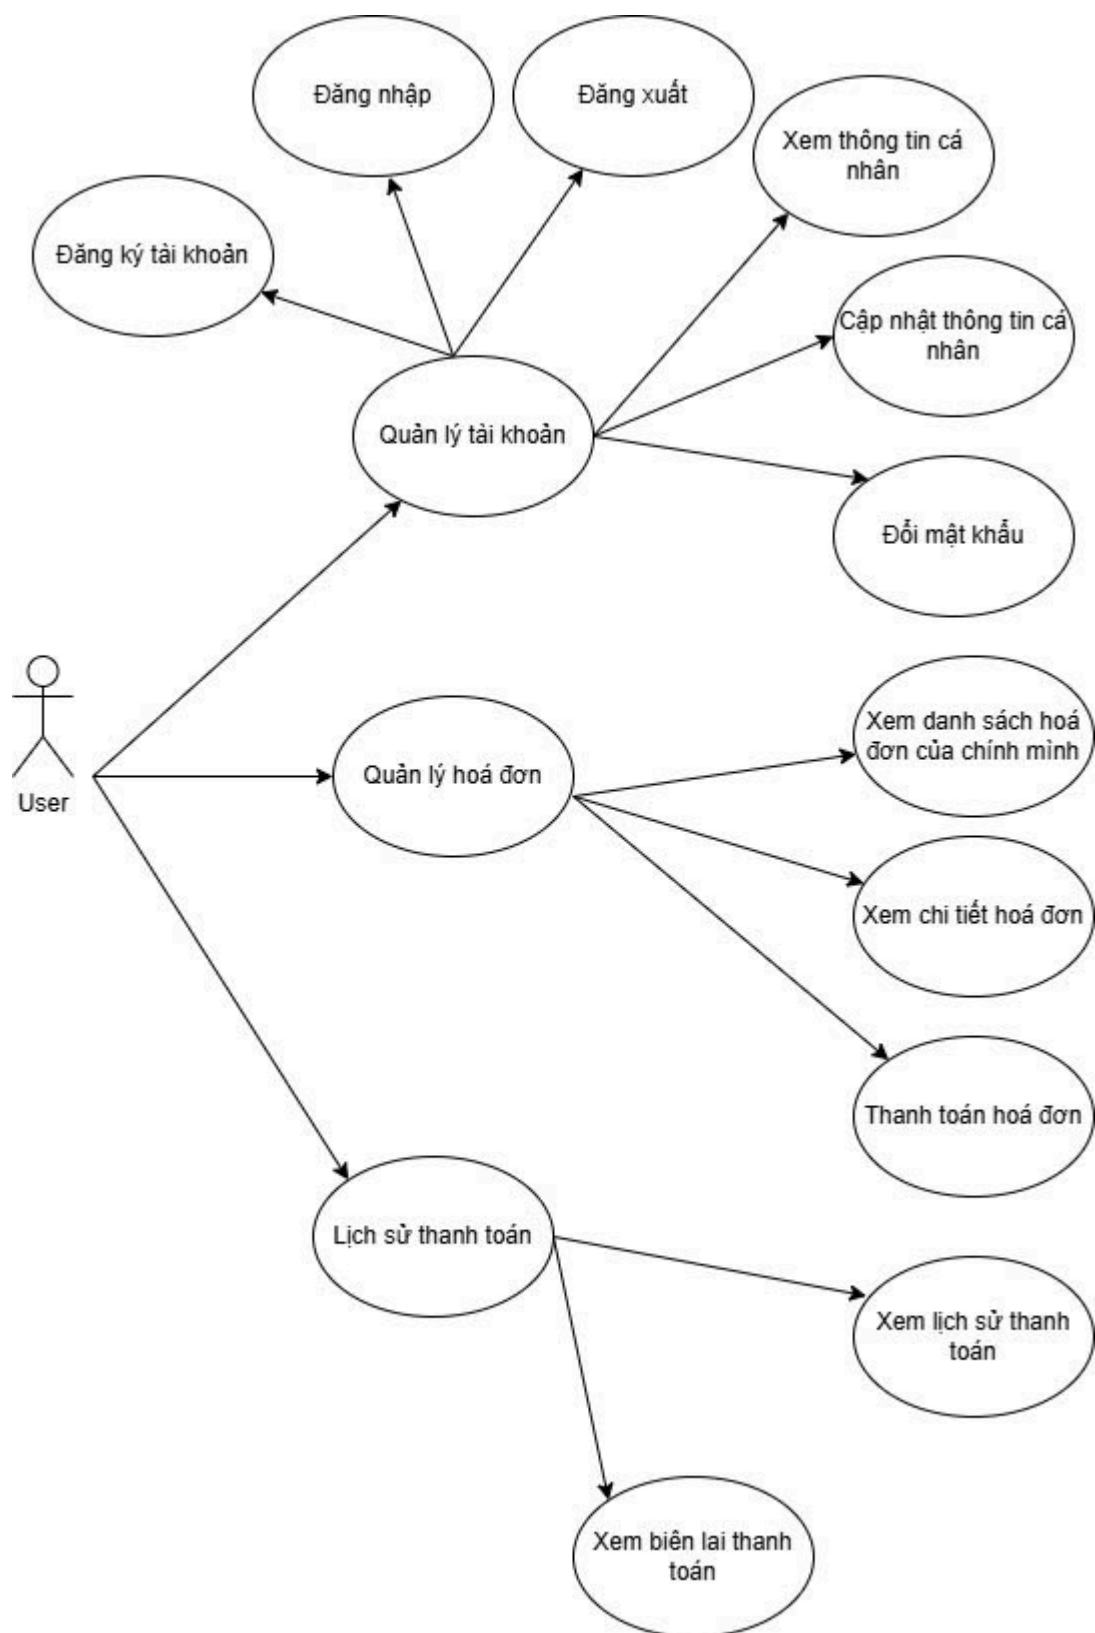 Đăng nhập
Đăng xuất
Xem thông tin cá
nhân
Đăng ký tài khoản
Cập nhật thông tin cá
nhân
Quản lý tài khoản
Đổi mật khẩu
User
Quản lý hoá đơn
Xem danh sách hoá
đơn của chính mình
Xem chi tiết hoá đơn
Thanh toán hoá đơn
Lịch sử thanh toán
Xem lịch sử thanh
toán
Xem biên lai thanh
toán